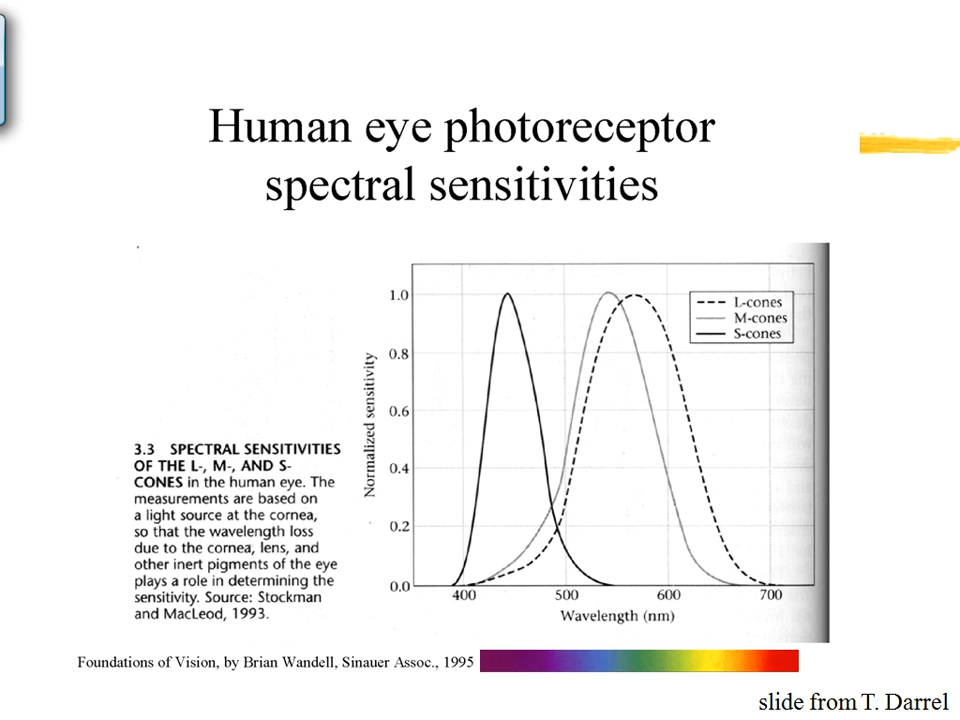 Human eye photoreceptor
spectral sensitivities
1.0
0.8
0.6
0.4
0.2
0.0
Normalized sensitivity
L-cones
M-cones
S-cones
400
500
600
700
Wavelength (nm)
3.3 SPECTRAL SENSITIVITIES
OF THE L-, M-, AND S-
CONES in the human eye. The
measurements are based on
a light source at the cornea,
so that the wavelength loss
due to the cornea, lens, and
other inert pigments of the eye
plays a role in determining the
sensitivity. Source: Stockman
and MacLeod, 1993.
Foundations of Vision, by Brian Wandell, Sinauer Assoc., 1995
slide from T. Darrel